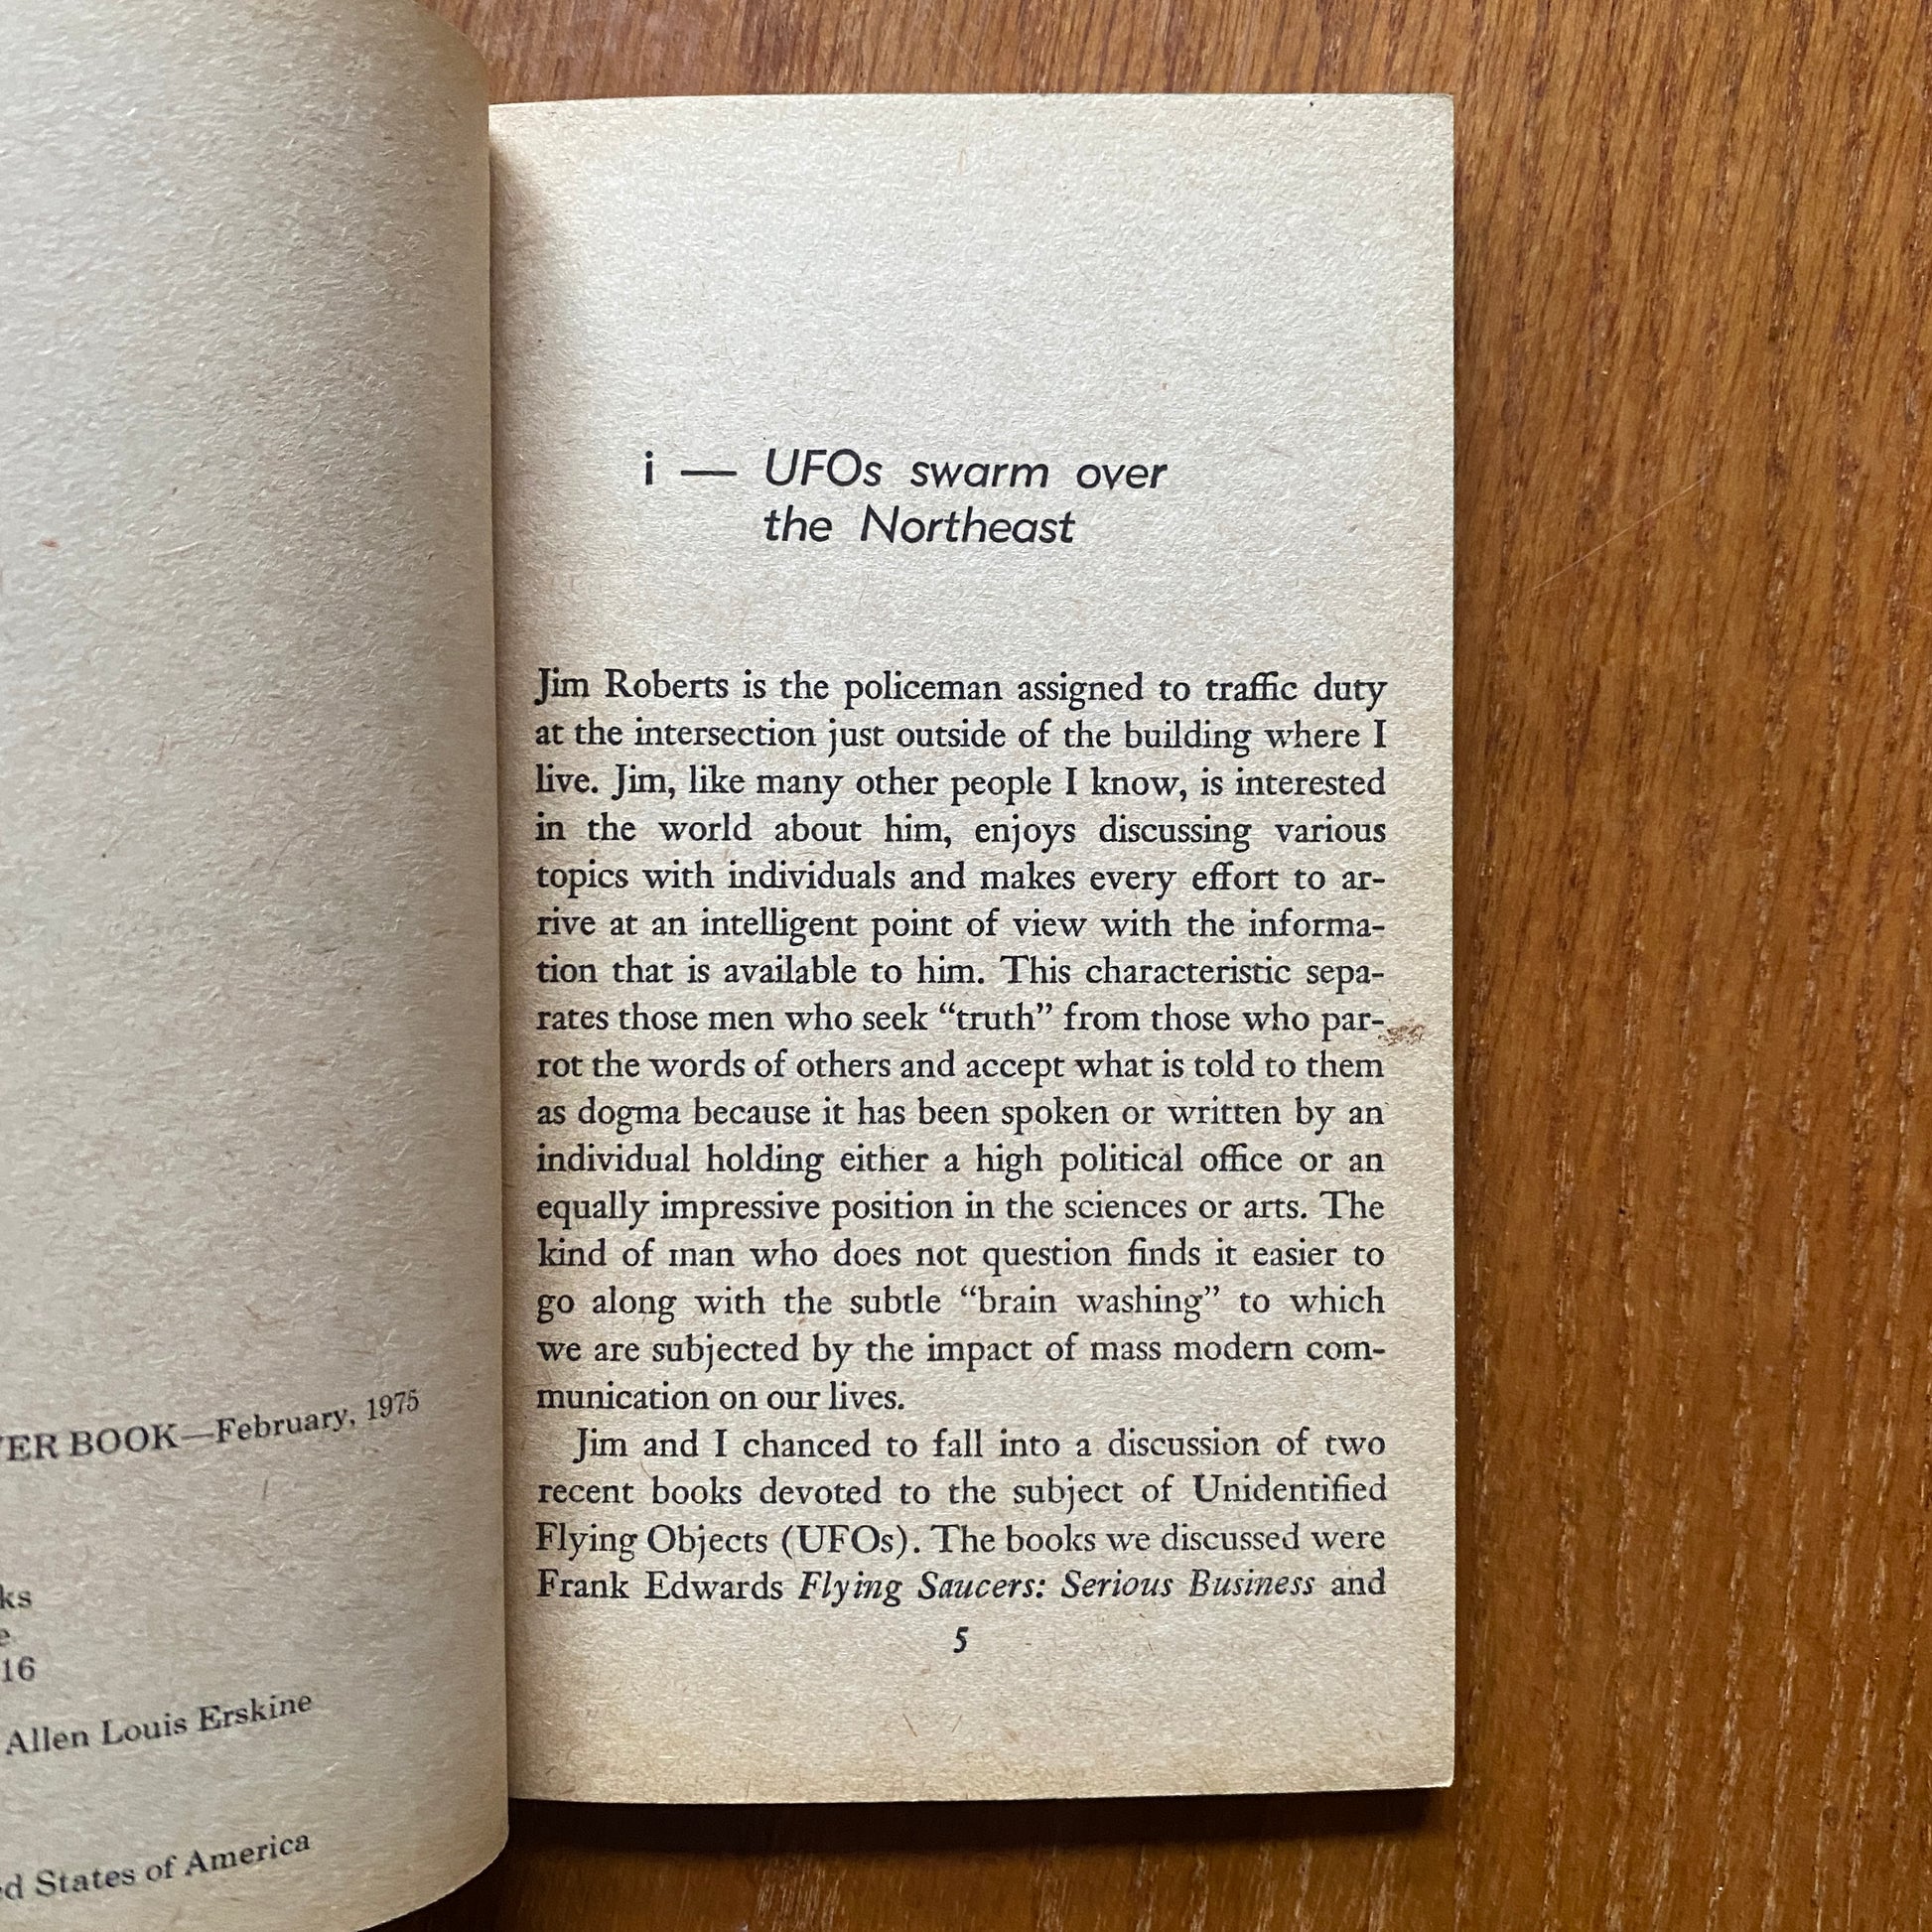 BOOK—February, 1975
16
Allen Louis Erskine
States of America
i — UFOs swarm over
the Northeast
Jim Roberts is the policeman assigned to traffic duty
at the intersection just outside of the building where I
live. Jim, like many other people I know, is interested
in the world about him, enjoys discussing various
topics with individuals and makes every effort to ar-
rive at an intelligent point of view with the informa-
tion that is available to him. This characteristic sepa-
rates those men who seek “truth” from those who par-
rot the words of others and accept what is told to them
as dogma because it has been spoken or written by an
individual holding either a high political office or an
equally impressive position in the sciences or arts. The
kind of man who does not question finds it easier to
go along with the subtle “brain washing” to which
we are subjected by the impact of mass modern com-
munication on our lives.
Jim and I chanced to fall into a discussion of two
recent books devoted to the subject of Unidentified
Flying Objects (UFOs). The books we discussed were
Frank Edwards Flying Saucers: Serious Business and
5